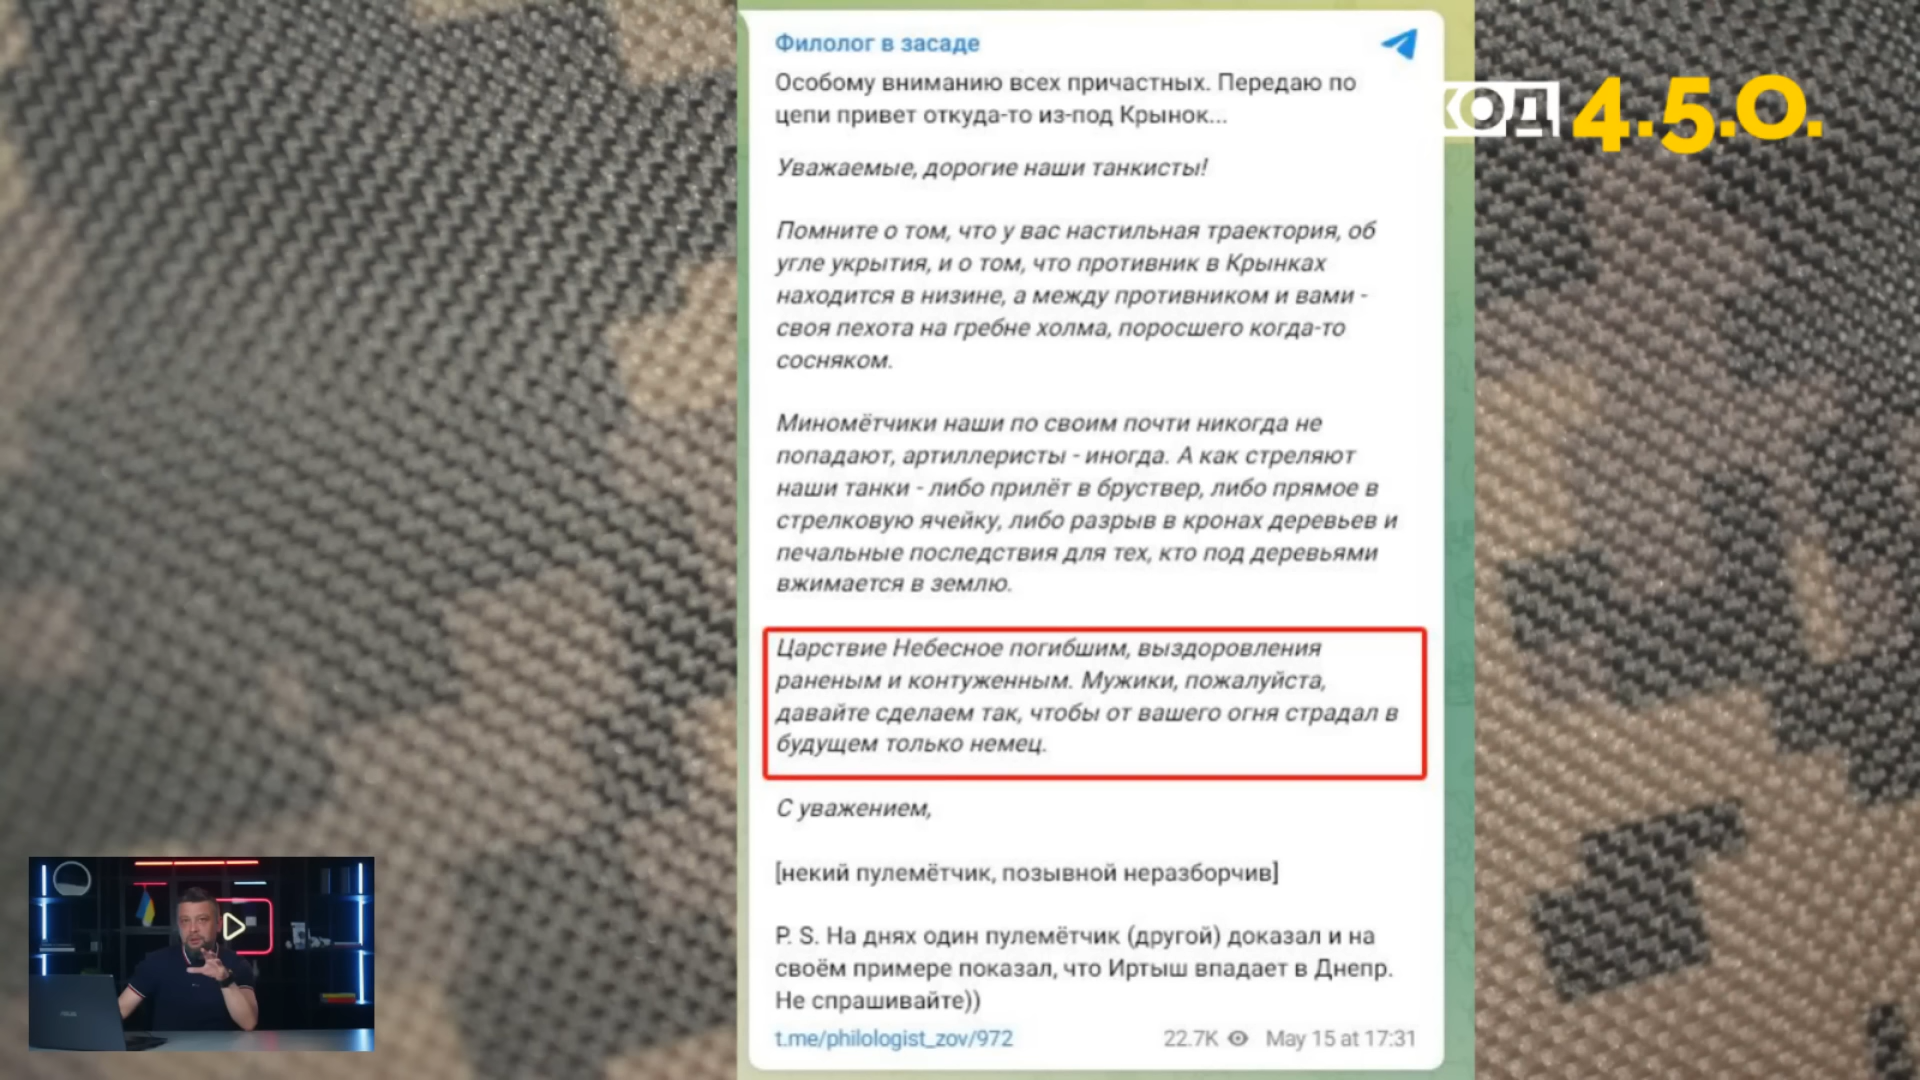 Филолог в засаде
Особому вниманию всех причастных. Передаю по
цепи привет откуда-то из-под Крынок...
КОД 4.5.0.
Уважаемые, дорогие наши танкисты!
Помните о том, что у вас настильная траектория, об
угле укрытия, и о том, что противник в Крынках
находится в низине, а между противником и вами -
своя пехота на гребне холма, поросшего когда-то
сосняком.
Миномётчики наши по своим почти никогда не
попадают, артиллеристы - иногда. А как стреляют
наши танки - либо прилёт в бруствер, либо прямое в
стрелковую ячейку, либо разрыв в кронах деревьев и
печальные последствия для тех, кто под деревьями
вжимается в землю.
Царствие Небесное погибшим, выздоровления
раненым и контуженным. Мужики, пожалуйста,
давайте сделаем так, чтобы от вашего огня страдал в
будущем только немец.
С уважением,
[некий пулемётчик, позывной неразборчив]
P. S. На днях один пулемётчик (другой) доказал и на
своём примере показал, что Иртыш впадает в Днепр.
Не спрашивайте))
t.me/philologist_zov/972 22.7K May 15 at 17:31